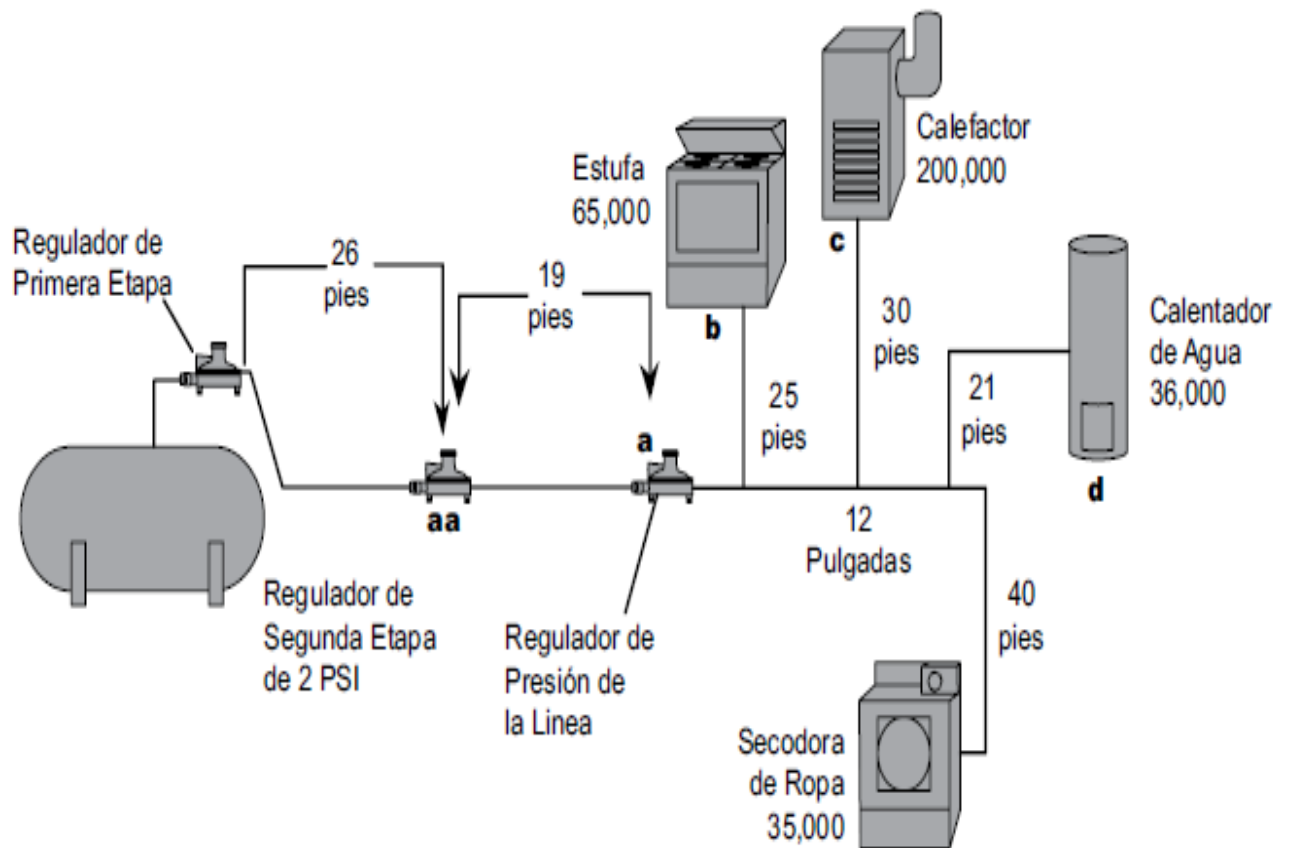 Regulador de
Primera Etapa
26
pies
19
pies
Estufa
65,000
b
Calefactor
200,000
c
30
pies
25
pies
21
pies
Calentador
de Agua
36,000
d
a
aa
12
Pulgadas
40
pies
Regulador de
Segunda Etapa
de 2 PSI
Regulador de
Presión de
la Linea
Secodora
de Ropa
35,000